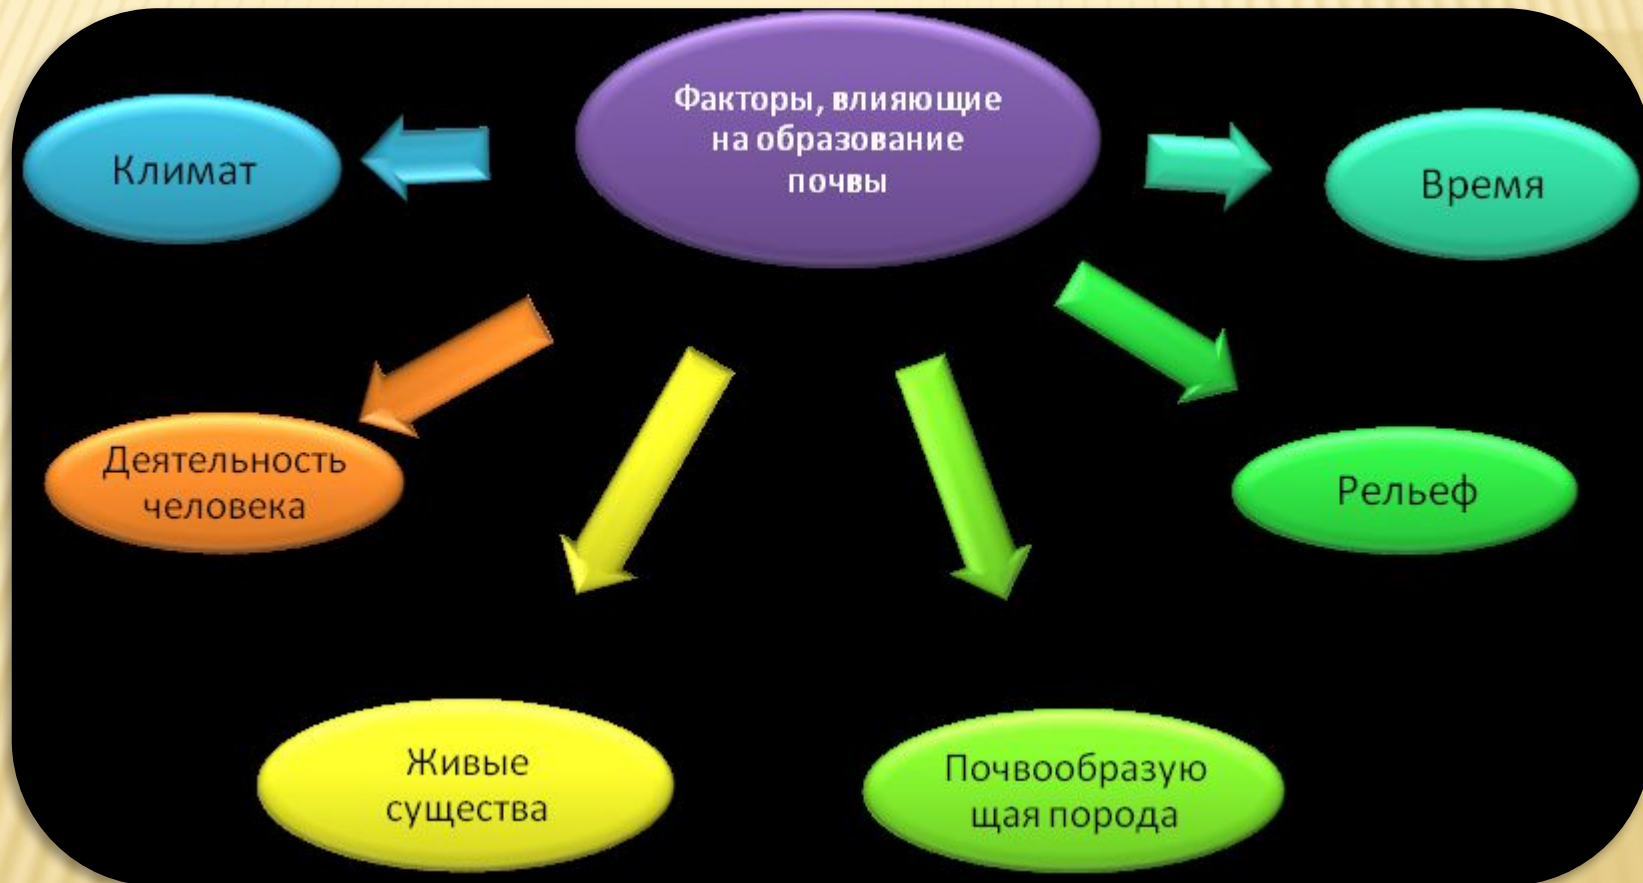 Факторы, влияющие
на образование
почвы
Климат
Время
Деятельность
человека
Рельеф
Живые
существа
Почвообразую
щая порода